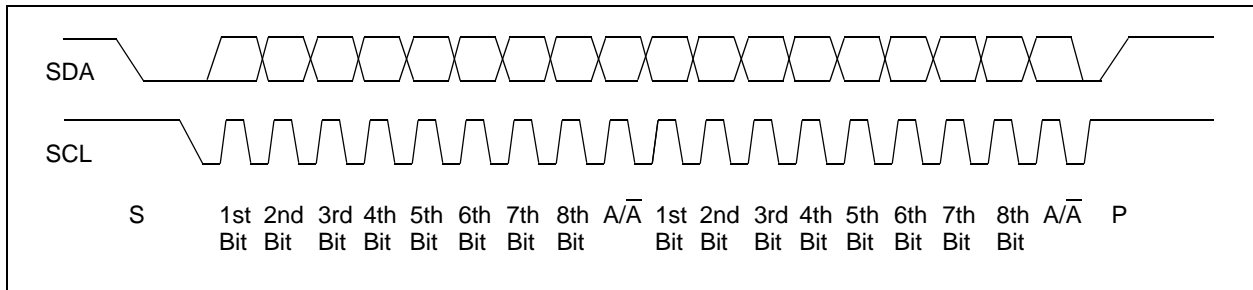 SDA
SCL
S 1st 2nd 3rd 4th 5th 6th 7th 8th A/A̅ 1st 2nd 3rd 4th 5th 6th 7th 8th A/A̅ P
Bit Bit Bit Bit Bit Bit Bit Bit Bit Bit Bit Bit Bit Bit Bit Bit